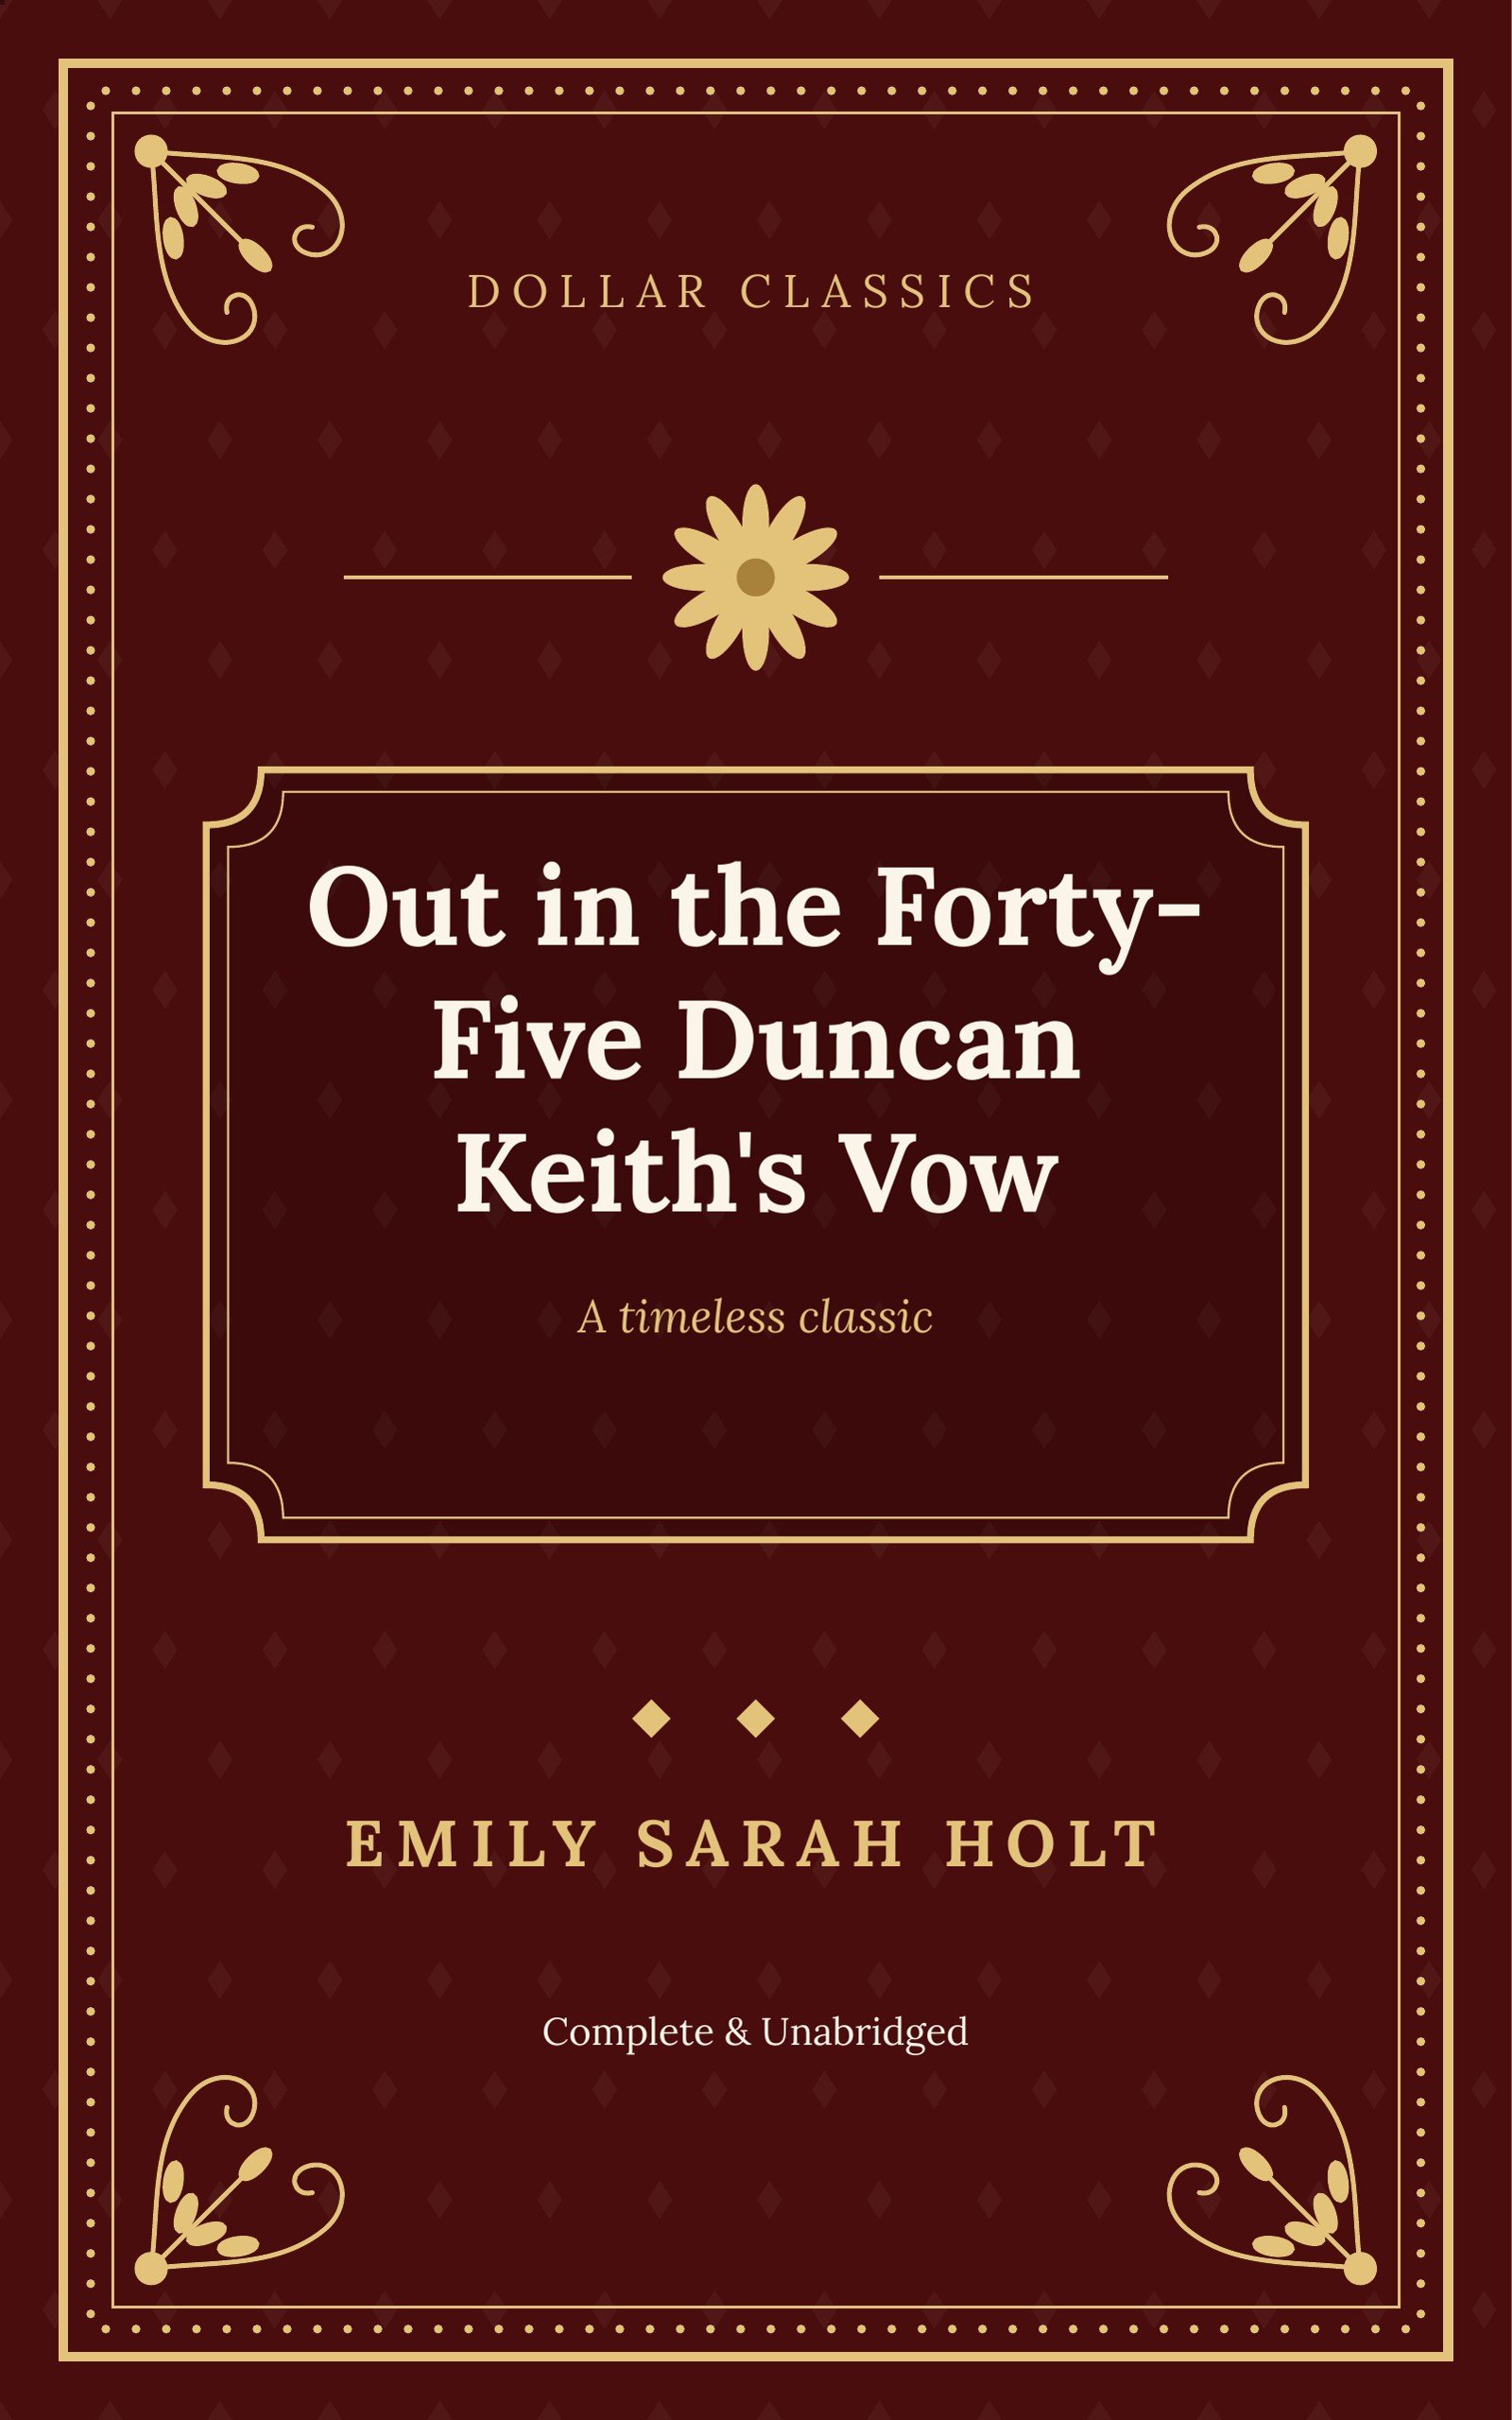 DOLLAR CLASSICS
Out in the Forty-
Five Duncan
Keith's Vow
A timeless classic
EMILY SARAH HOLT
Complete & Unabridged